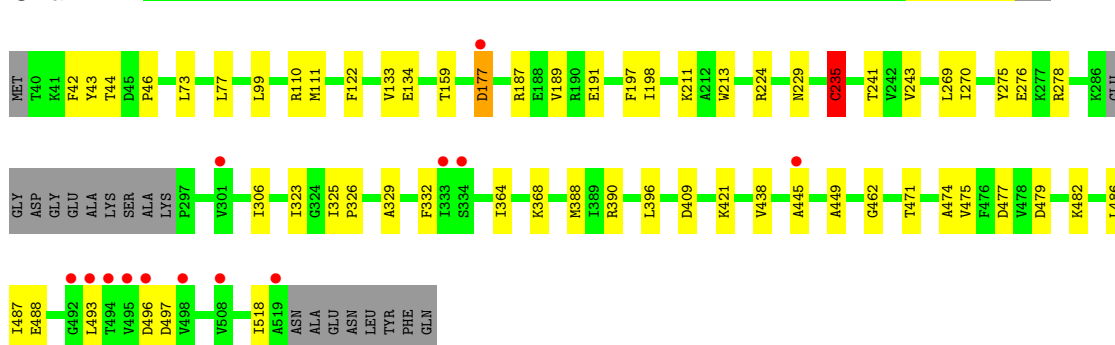 MET T40 K41 F42 Y43 T44 D45 P46 L73 L77 L99 R110 M111 F122 V133 E134 T159 D177 R187 E188 V189 R190 E191 F197 I198 K211 A212 W213 R224 N229 C235 T241 V242 V243 L269 I270 Y275 E276 K277 R278 K286 GLU
GLY ASP GLY GLU ALA LYS SER ALA LYS P297 V301 I306 I323 G324 I325 P326 A329 F332 I333 S334 I364 K368 M388 I389 R390 L396 D409 K421 V438 A445 A449 G462 T471 A474 V475 F476 D477 V478 D479 K482 L486
I487 E488 G492 L493 T494 V495 D496 D497 V498 V508 I518 A519 ASN ALA GLU ASN LEU TYR PHE GLN